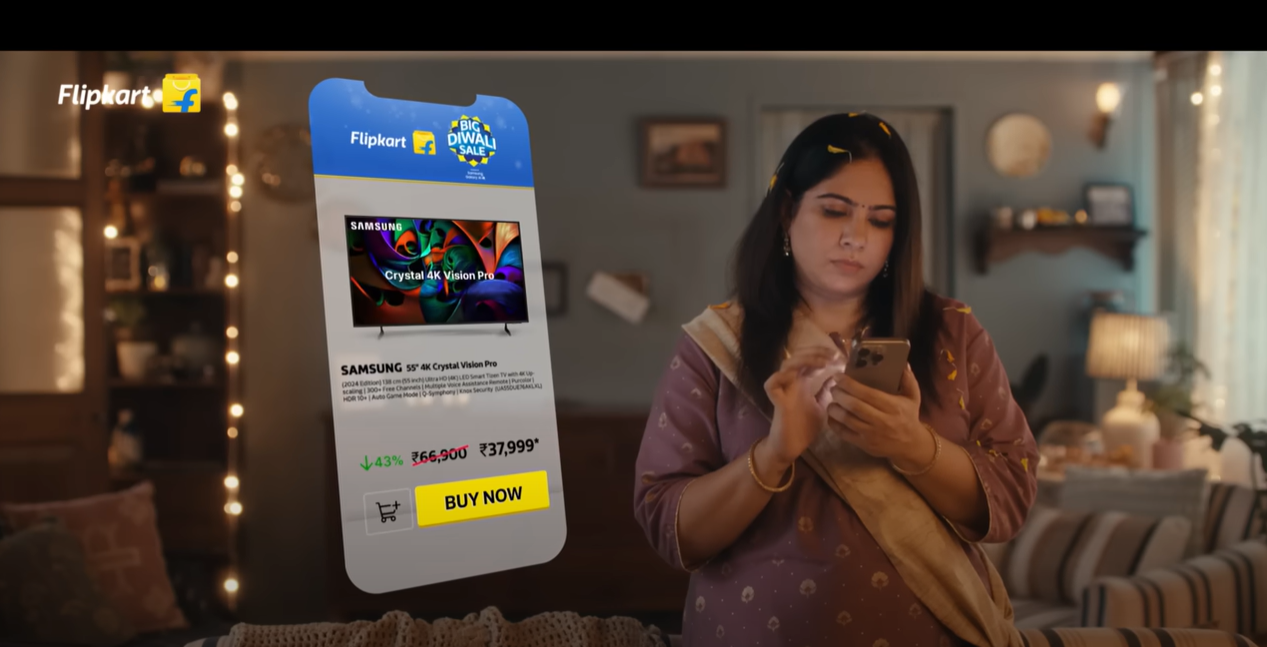 Flipkart
Flipkart
BIG
DIWALI
SALE
SAMSUNG
Crystal 4K Vision Pro
SAMSUNG 55" 4K Crystal Vision Pro
(2024 Edition) 138 cm (55 inch) Ultra HD (4K) LED Smart Tizen TV with 4K Up-
scaling | 300+ Free Channels | Multiple Voice Assistance Remote | Purcolor |
HDR 10+ | Auto Game Mode | Q-Symphony | Knox Security
43% ₹66,900 ₹37,999*
BUY NOW